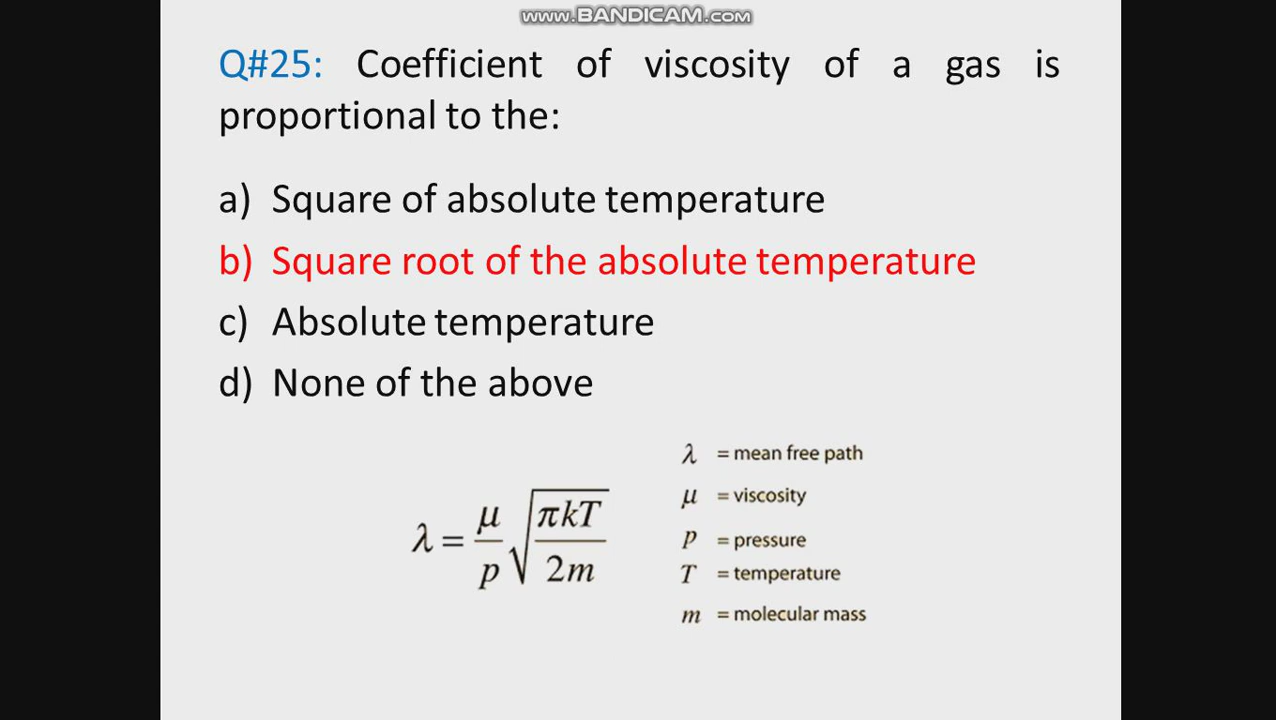 www.BANDICAM.com
Q#25: Coefficient of viscosity of a gas is
proportional to the:
a) Square of absolute temperature
b) Square root of the absolute temperature
c) Absolute temperature
d) None of the above
λ = μ/p √(πkT/2m)
λ = mean free path
μ = viscosity
p = pressure
T = temperature
m = molecular mass